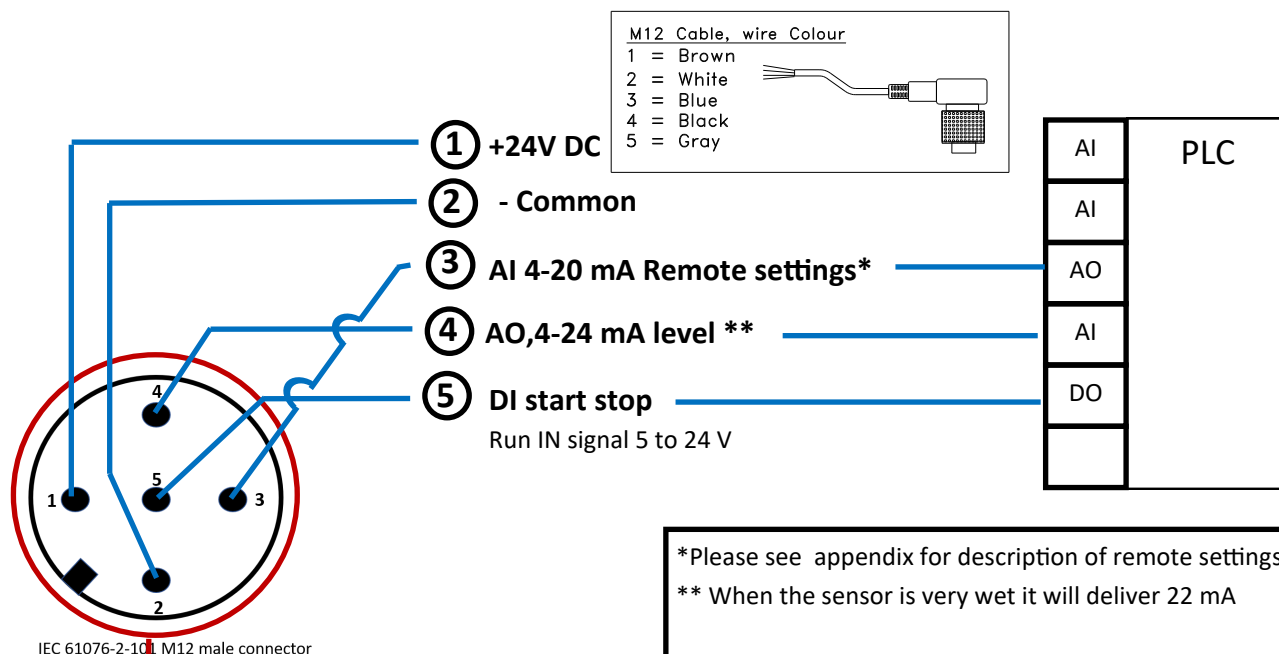 M12 Cable, wire Colour
1 = Brown
2 = White
3 = Blue
4 = Black
5 = Gray
1 +24V DC
2 - Common
3 AI 4-20 mA Remote settings*
4 AO,4-24 mA level **
5 DI start stop
Run IN signal 5 to 24 V
PLC
AI
AI
AO
AI
DO
4
1
5
3
2
IEC 61076-2-101 M12 male connector
*Please see appendix for description of remote settings
** When the sensor is very wet it will deliver 22 mA